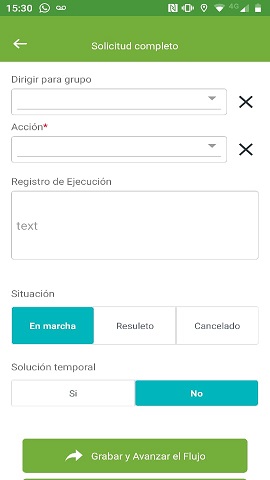 15:30
4G
Solicitud completo
Dirigir para grupo
Acción*
Registro de Ejecución
text
Situación
En marcha Resuleto Cancelado
Solución temporal
Si No
Grabar y Avanzar el Flujo